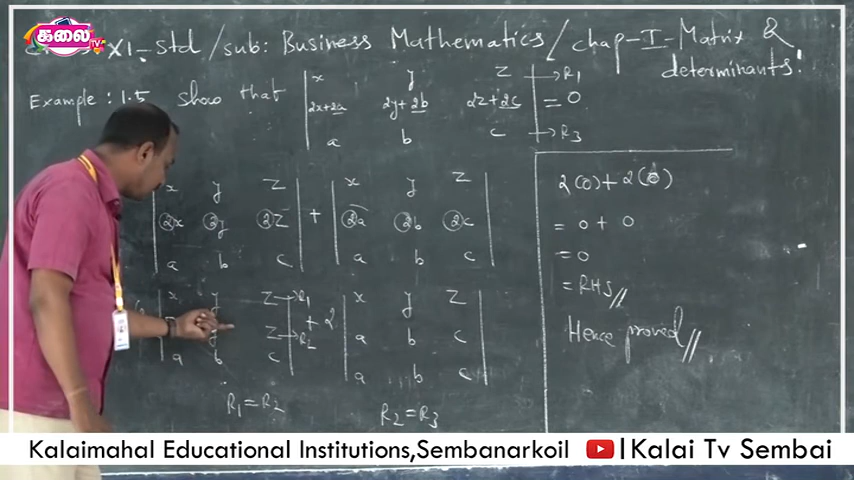 கலை TV
XI-std/sub: Business Mathematics/chap-I-Matrix &
determinants!
Example: 1.5 show that
x y z → R1
2x+2a 2y+2b 2z+2c = 0
a b c → R3
x y z x y z
2x 2y 2z + 2a 2b 2c
a b c a b c
x y z → R1 x y z
z → R2 + 2 a b c
a b c a b c
R1=R2 R2=R3
2(0)+2(0)
= 0+0
=0
=RHS//
Hence proved//
Kalaimahal Educational Institutions,Sembanarkoil |Kalai Tv Sembai